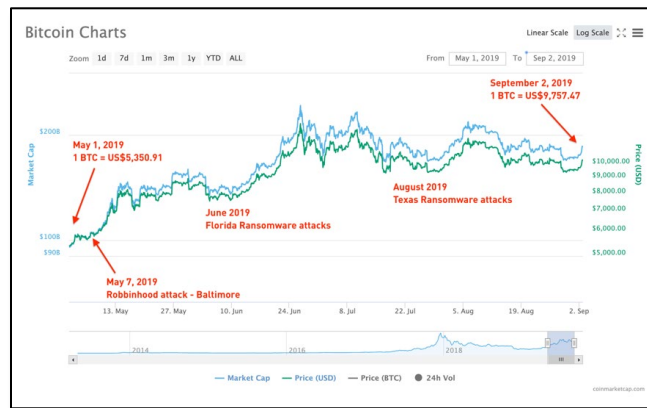 Bitcoin Charts
Linear Scale Log Scale
Zoom 1d 7d 1m 3m 1y YTD ALL
From May 1, 2019 To Sep 2, 2019
September 2, 2019
1 BTC = US$9,757.47
May 1, 2019
1 BTC = US$5,350.91
June 2019
Florida Ransomware attacks
August 2019
Texas Ransomware attacks
May 7, 2019
Robbinhood attack - Baltimore
Market Cap
$200B
$100B
$90B
Price (USD)
$10,000.00
$9,000.00
$8,000.00
$7,000.00
$6,000.00
$5,000.00
13. May 27. May 10. Jun 24. Jun 8. Jul 22. Jul 5. Aug 19. Aug 2. Sep
2014 2016 2018
Market Cap Price (USD) Price (BTC) 24h Vol
coinmarketcap.com